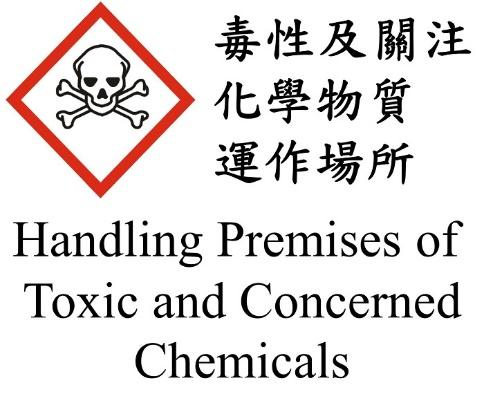 毒性及關注
化學物質
運作場所
Handling Premises of
Toxic and Concerned
Chemicals